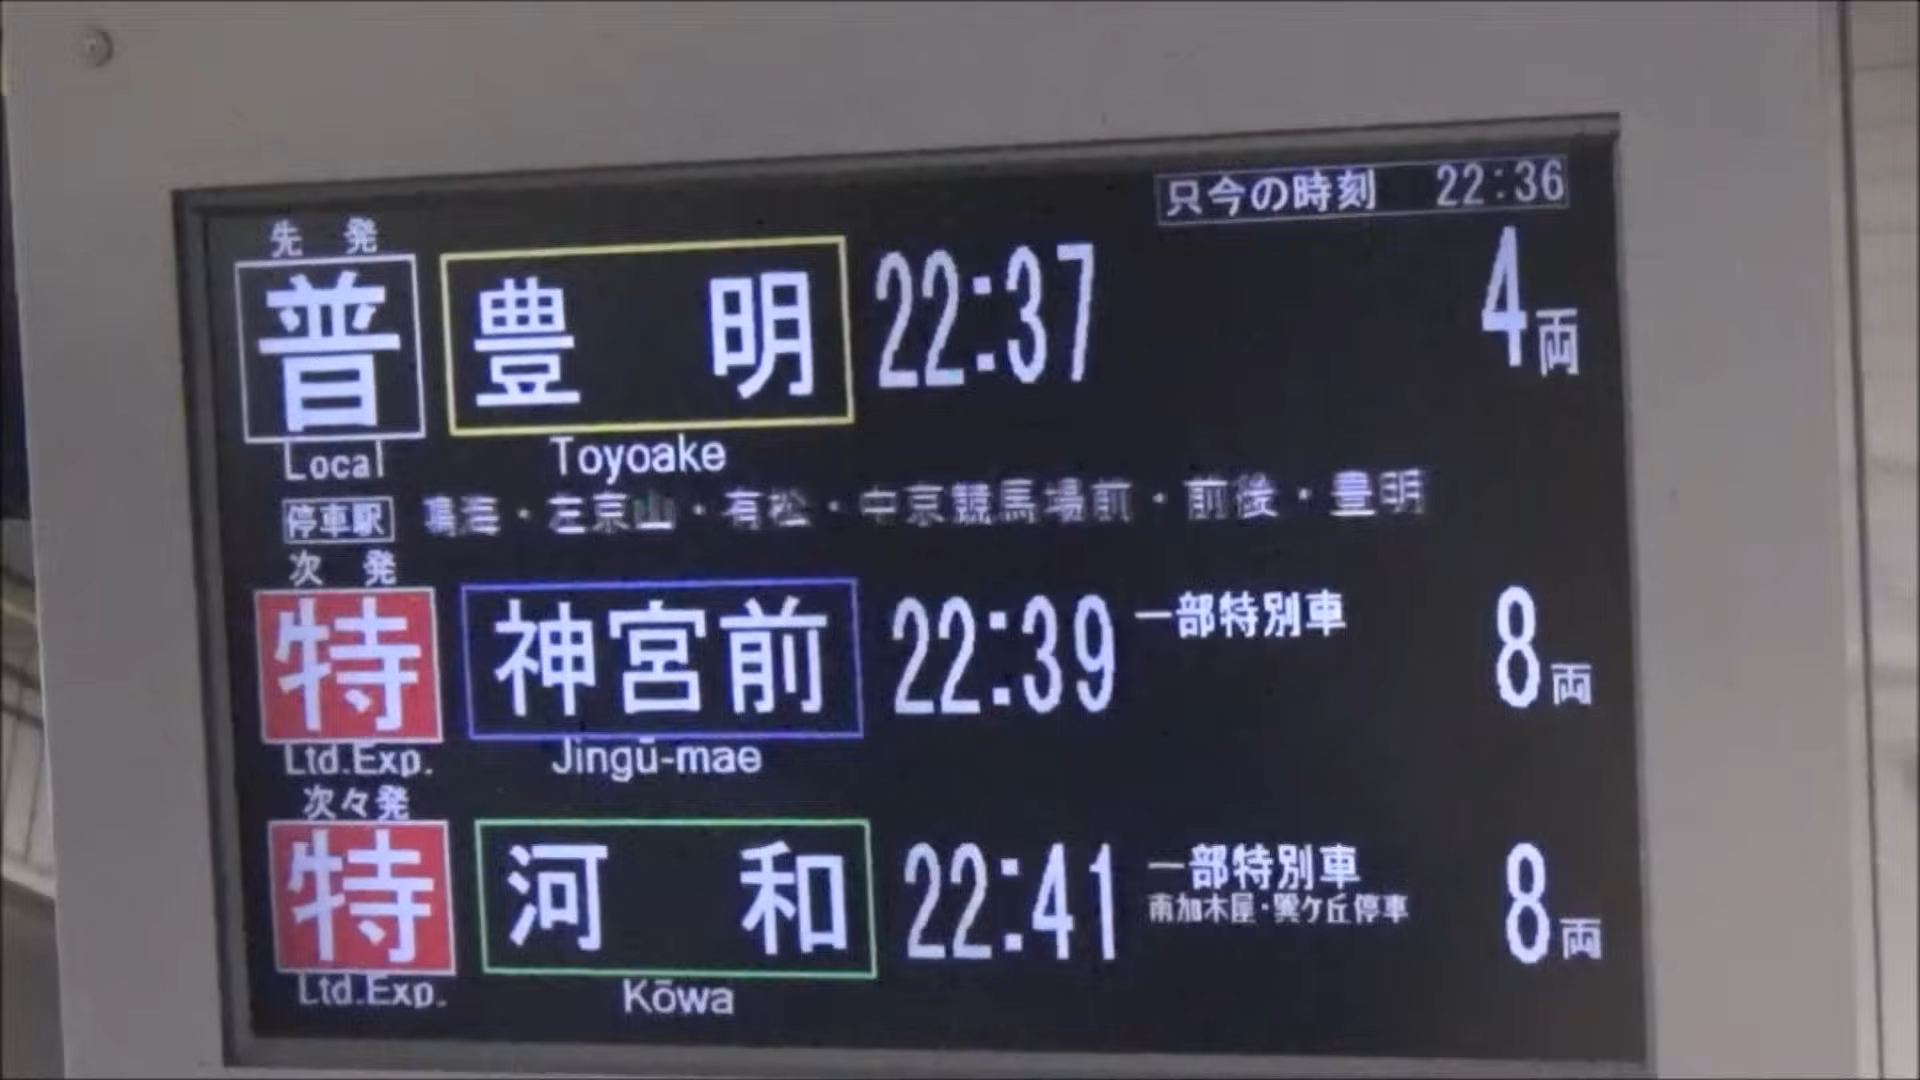 只今の時刻 22:36
先発
普 豊明 22:37 4両
Local Toyoake
停車駅 鳴海・左京山・有松・中京競馬場前・前後・豊明
次発
特 神宮前 22:39 一部特別車 8両
Ltd.Exp. Jingū-mae
次々発
特 河和 22:41 一部特別車 8両
南加木屋・巽ケ丘停車
Ltd.Exp. Kōwa